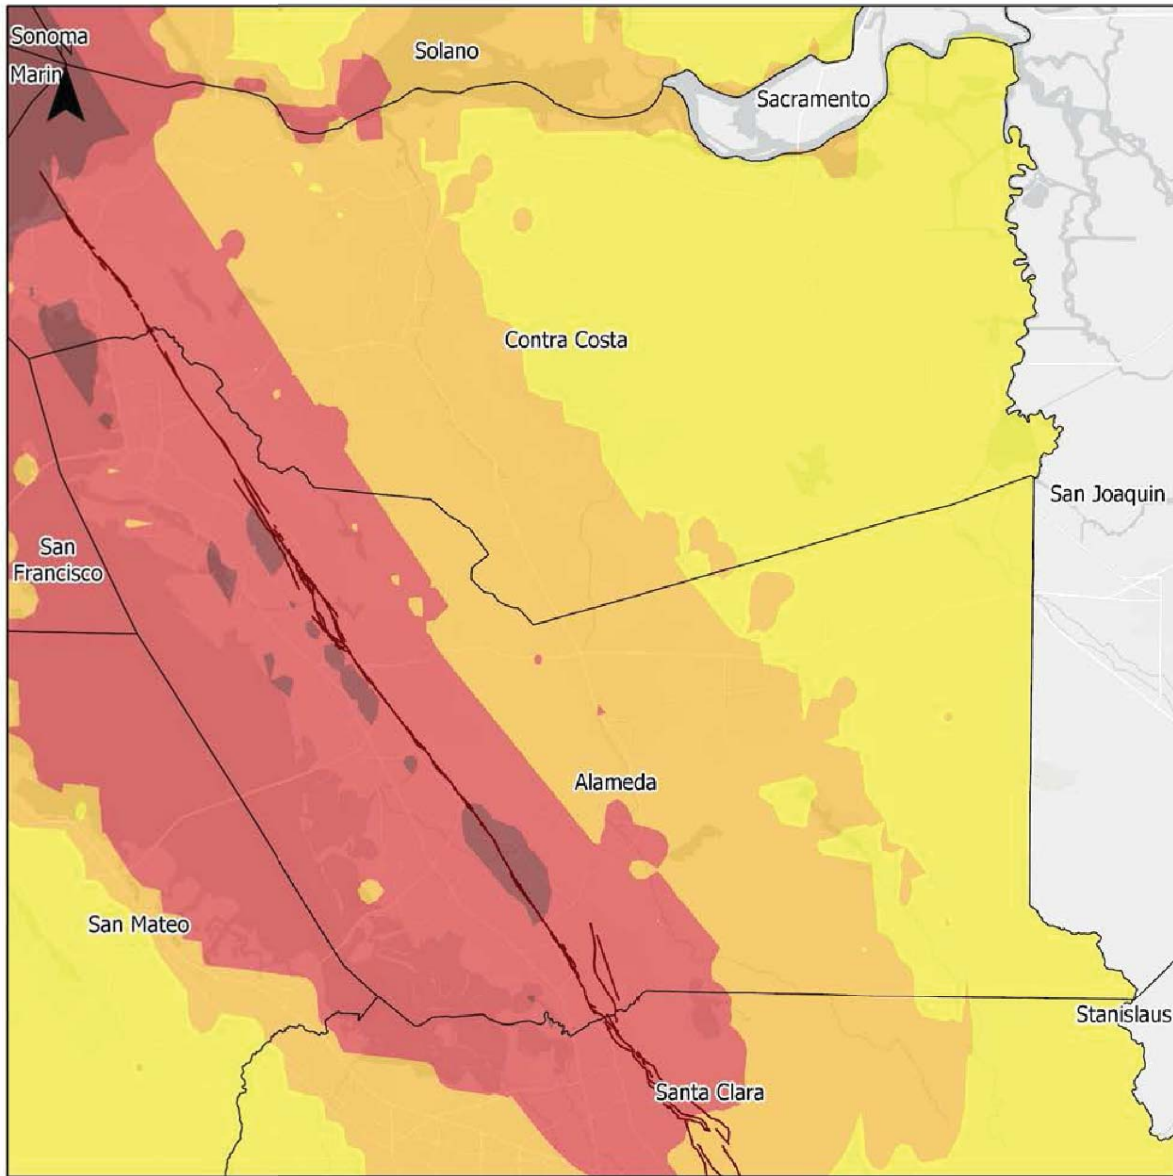 Sonoma
Marin
Solano
Sacramento
Contra Costa
San Joaquin
San
Francisco
Alameda
San Mateo
Stanislaus
Santa Clara